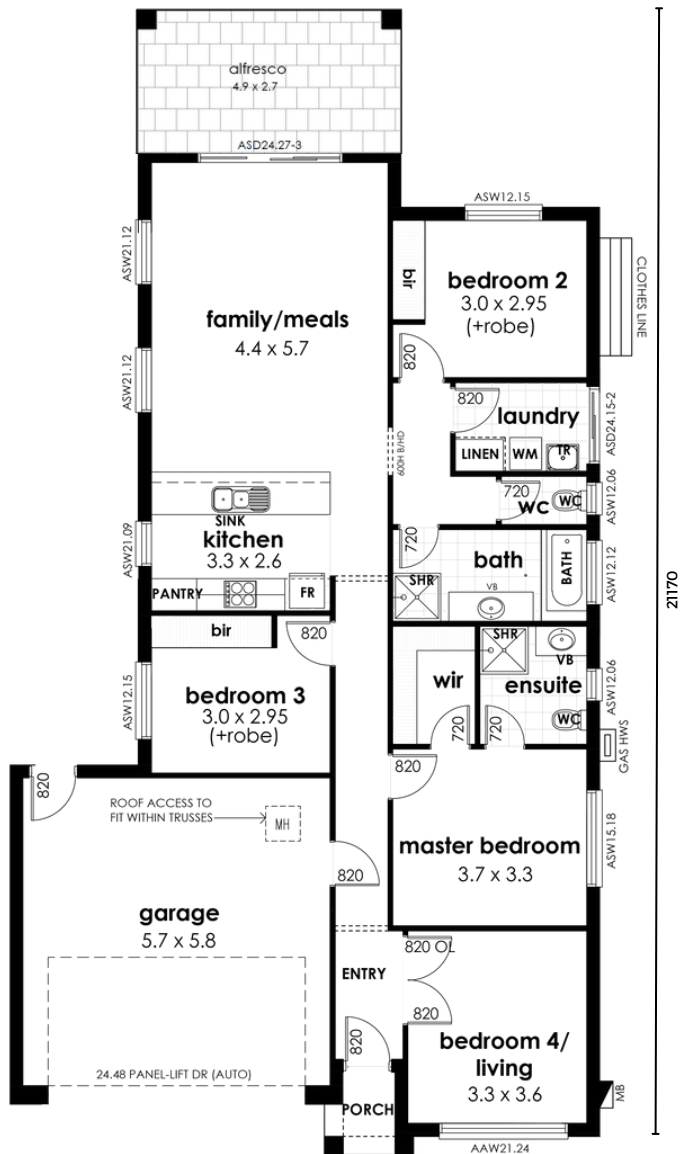 alfresco
4.9 x 2.7
ASD24.27-3
ASW12.15
ASW21.12
bir
bedroom 2
3.0 x 2.95
(+robe)
CLOTHES LINE
family/meals
4.4 x 5.7
820
ASW21.12
820
laundry
ASD24.15-2
LINEN
WM
TR
600H B/HD
720
WC
WC
ASW12.06
SINK
kitchen
3.3 x 2.6
ASW21.09
720
bath
BATH
ASW12.12
SHR
VB
PANTRY
FR
21170
bir
820
SHR
VB
wir
ensuite
ASW12.06
bedroom 3
3.0 x 2.95
(+robe)
ASW12.15
720
720
WC
GAS HWS
820
820
ROOF ACCESS TO
FIT WITHIN TRUSSES
MH
master bedroom
3.7 x 3.3
ASW15.18
820
garage
5.7 x 5.8
820 OL
ENTRY
820
820
bedroom 4/
living
3.3 x 3.6
24.48 PANEL-LIFT DR (AUTO)
PORCH
MB
AAW21.24